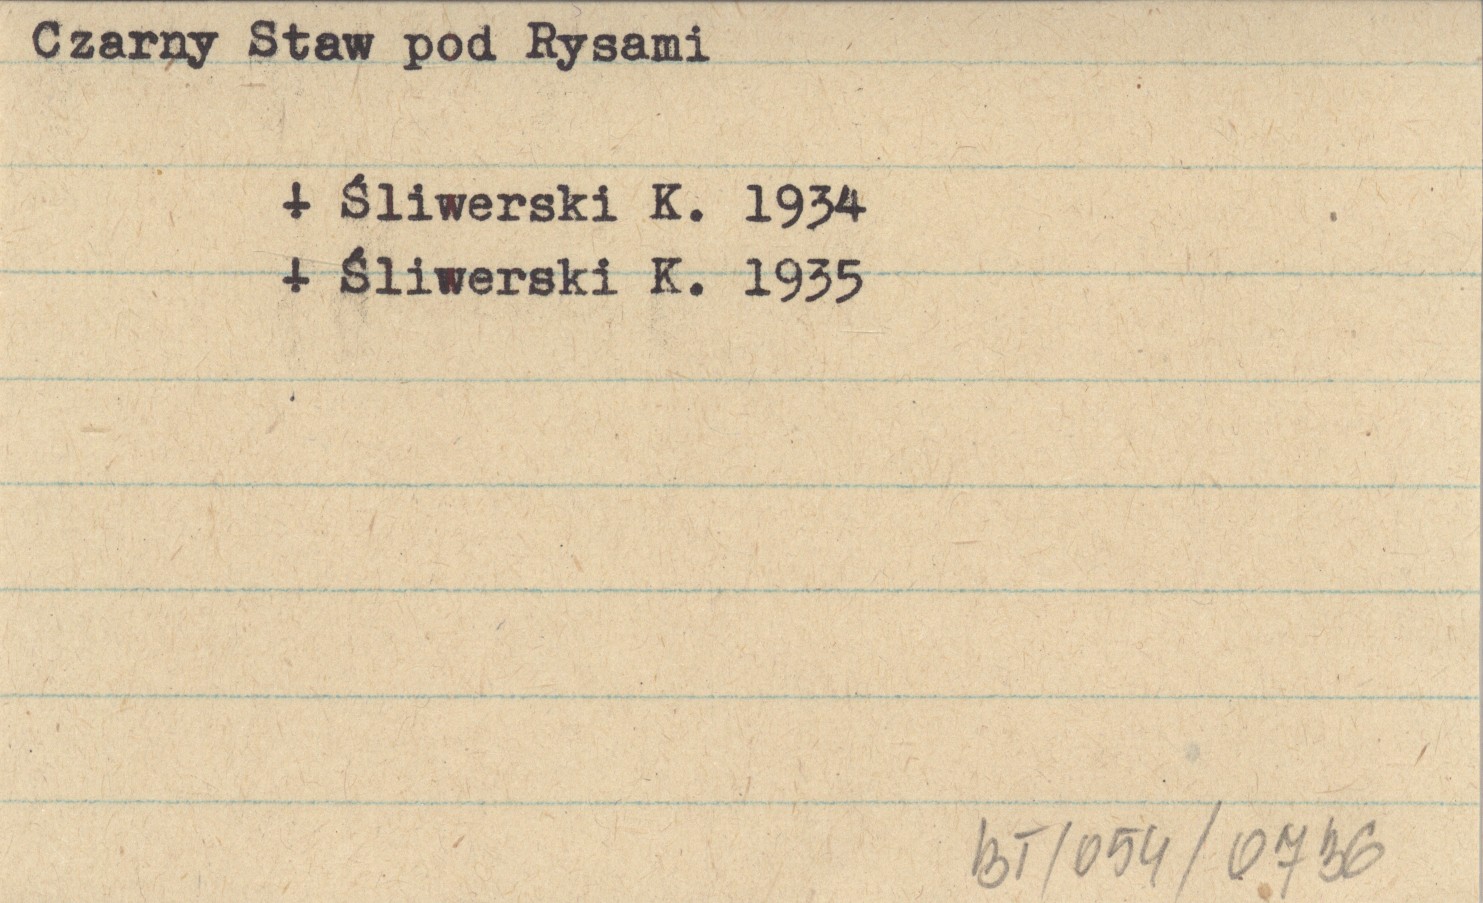 Czarny Staw pod Rysami
+ Śliwerski K. 1934
+ Śliwerski K. 1935
BT/054/0736